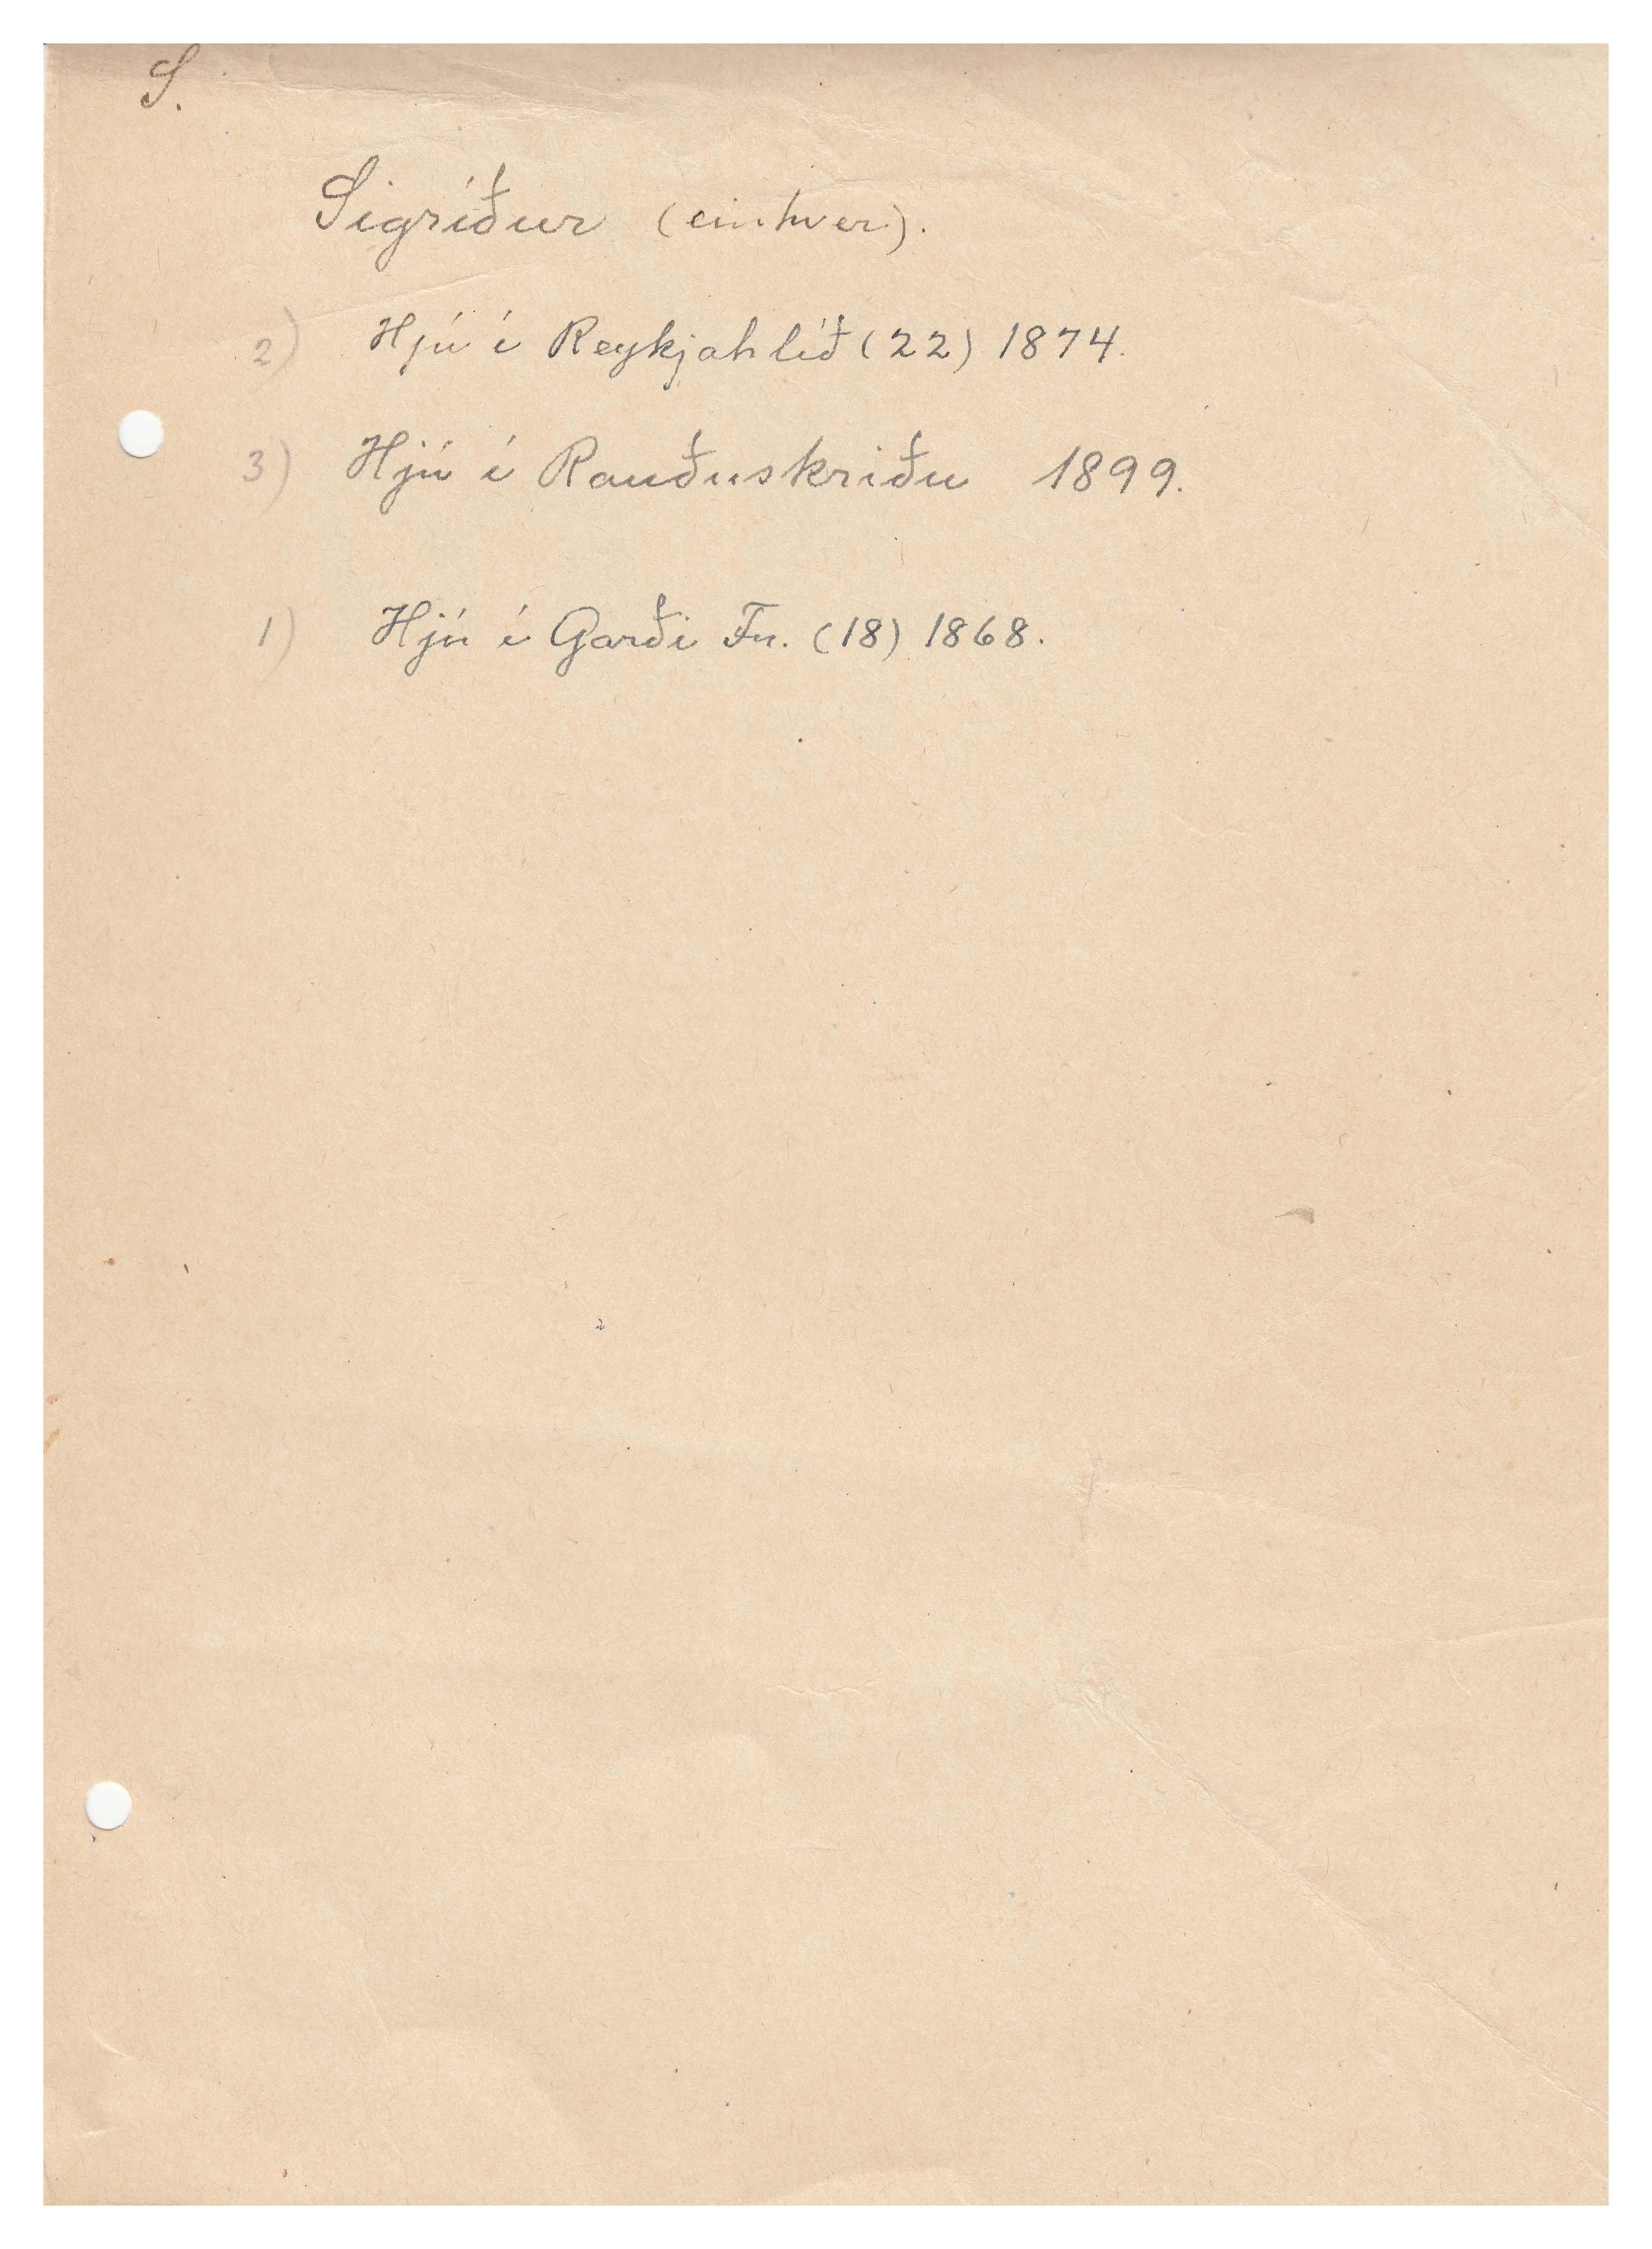 S.
Sigríður (einhver).
2) Hjú í Reykjahlíð (22) 1874.
3) Hjú í Rauðuskriðu 1899.
1) Hjú í Garði Fn. (18) 1868.